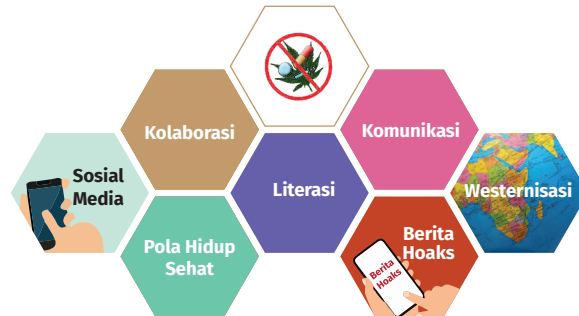 Kolaborasi
Komunikasi
Sosial
Media
Literasi
Westernisasi
Pola Hidup
Sehat
Berita
Hoaks
Berita
Hoaks